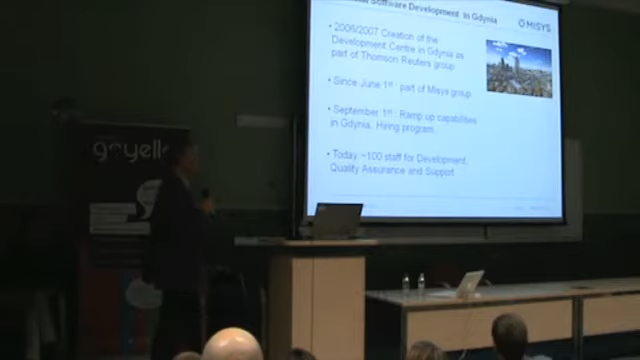 Software Development in Gdynia
MISYS
• 2006/2007 Creation of the
Development Centre in Gdynia as
part of Thomson Reuters group
• Since June 1st : part of Misys group
• September 1st : Ramp up capabilities
in Gdynia. Hiring program.
• Today: ~100 staff for Development,
Quality Assurance and Support
goyello